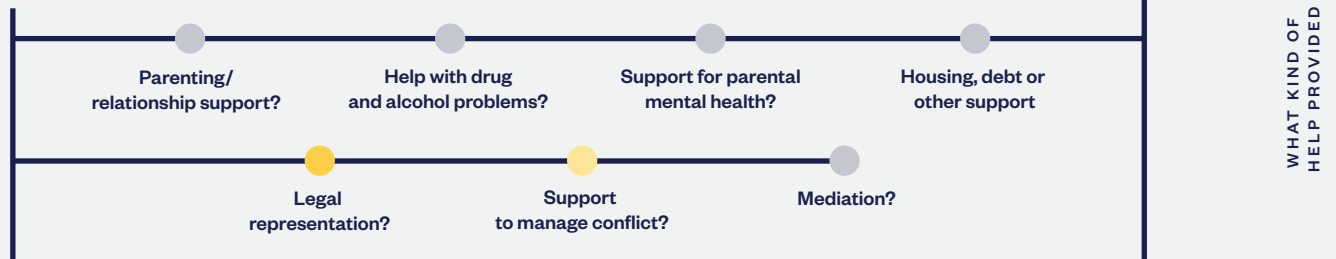 Parenting/
relationship support?
Help with drug
and alcohol problems?
Support for parental
mental health?
Housing, debt or
other support
Legal
representation?
Support
to manage conflict?
Mediation?
WHAT KIND OF
HELP PROVIDED